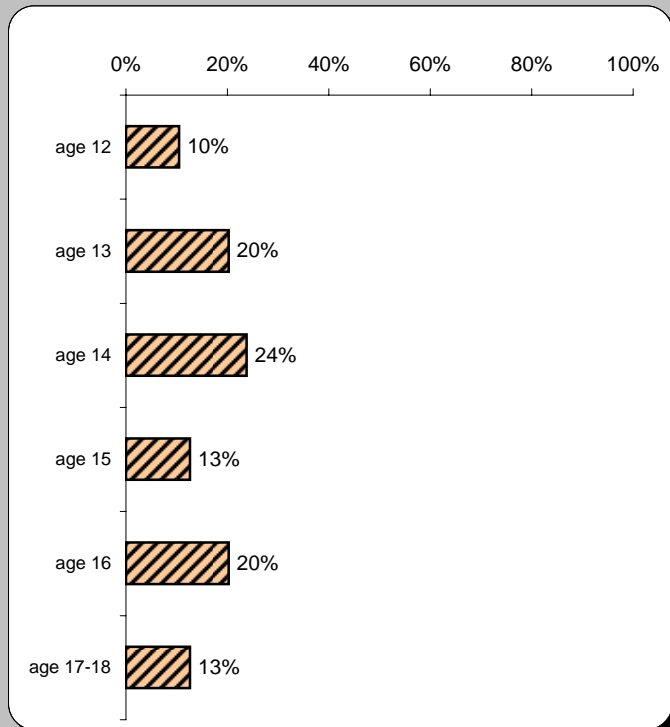 0% 20% 40% 60% 80% 100%
age 12 10%
age 13 20%
age 14 24%
age 15 13%
age 16 20%
age 17-18 13%